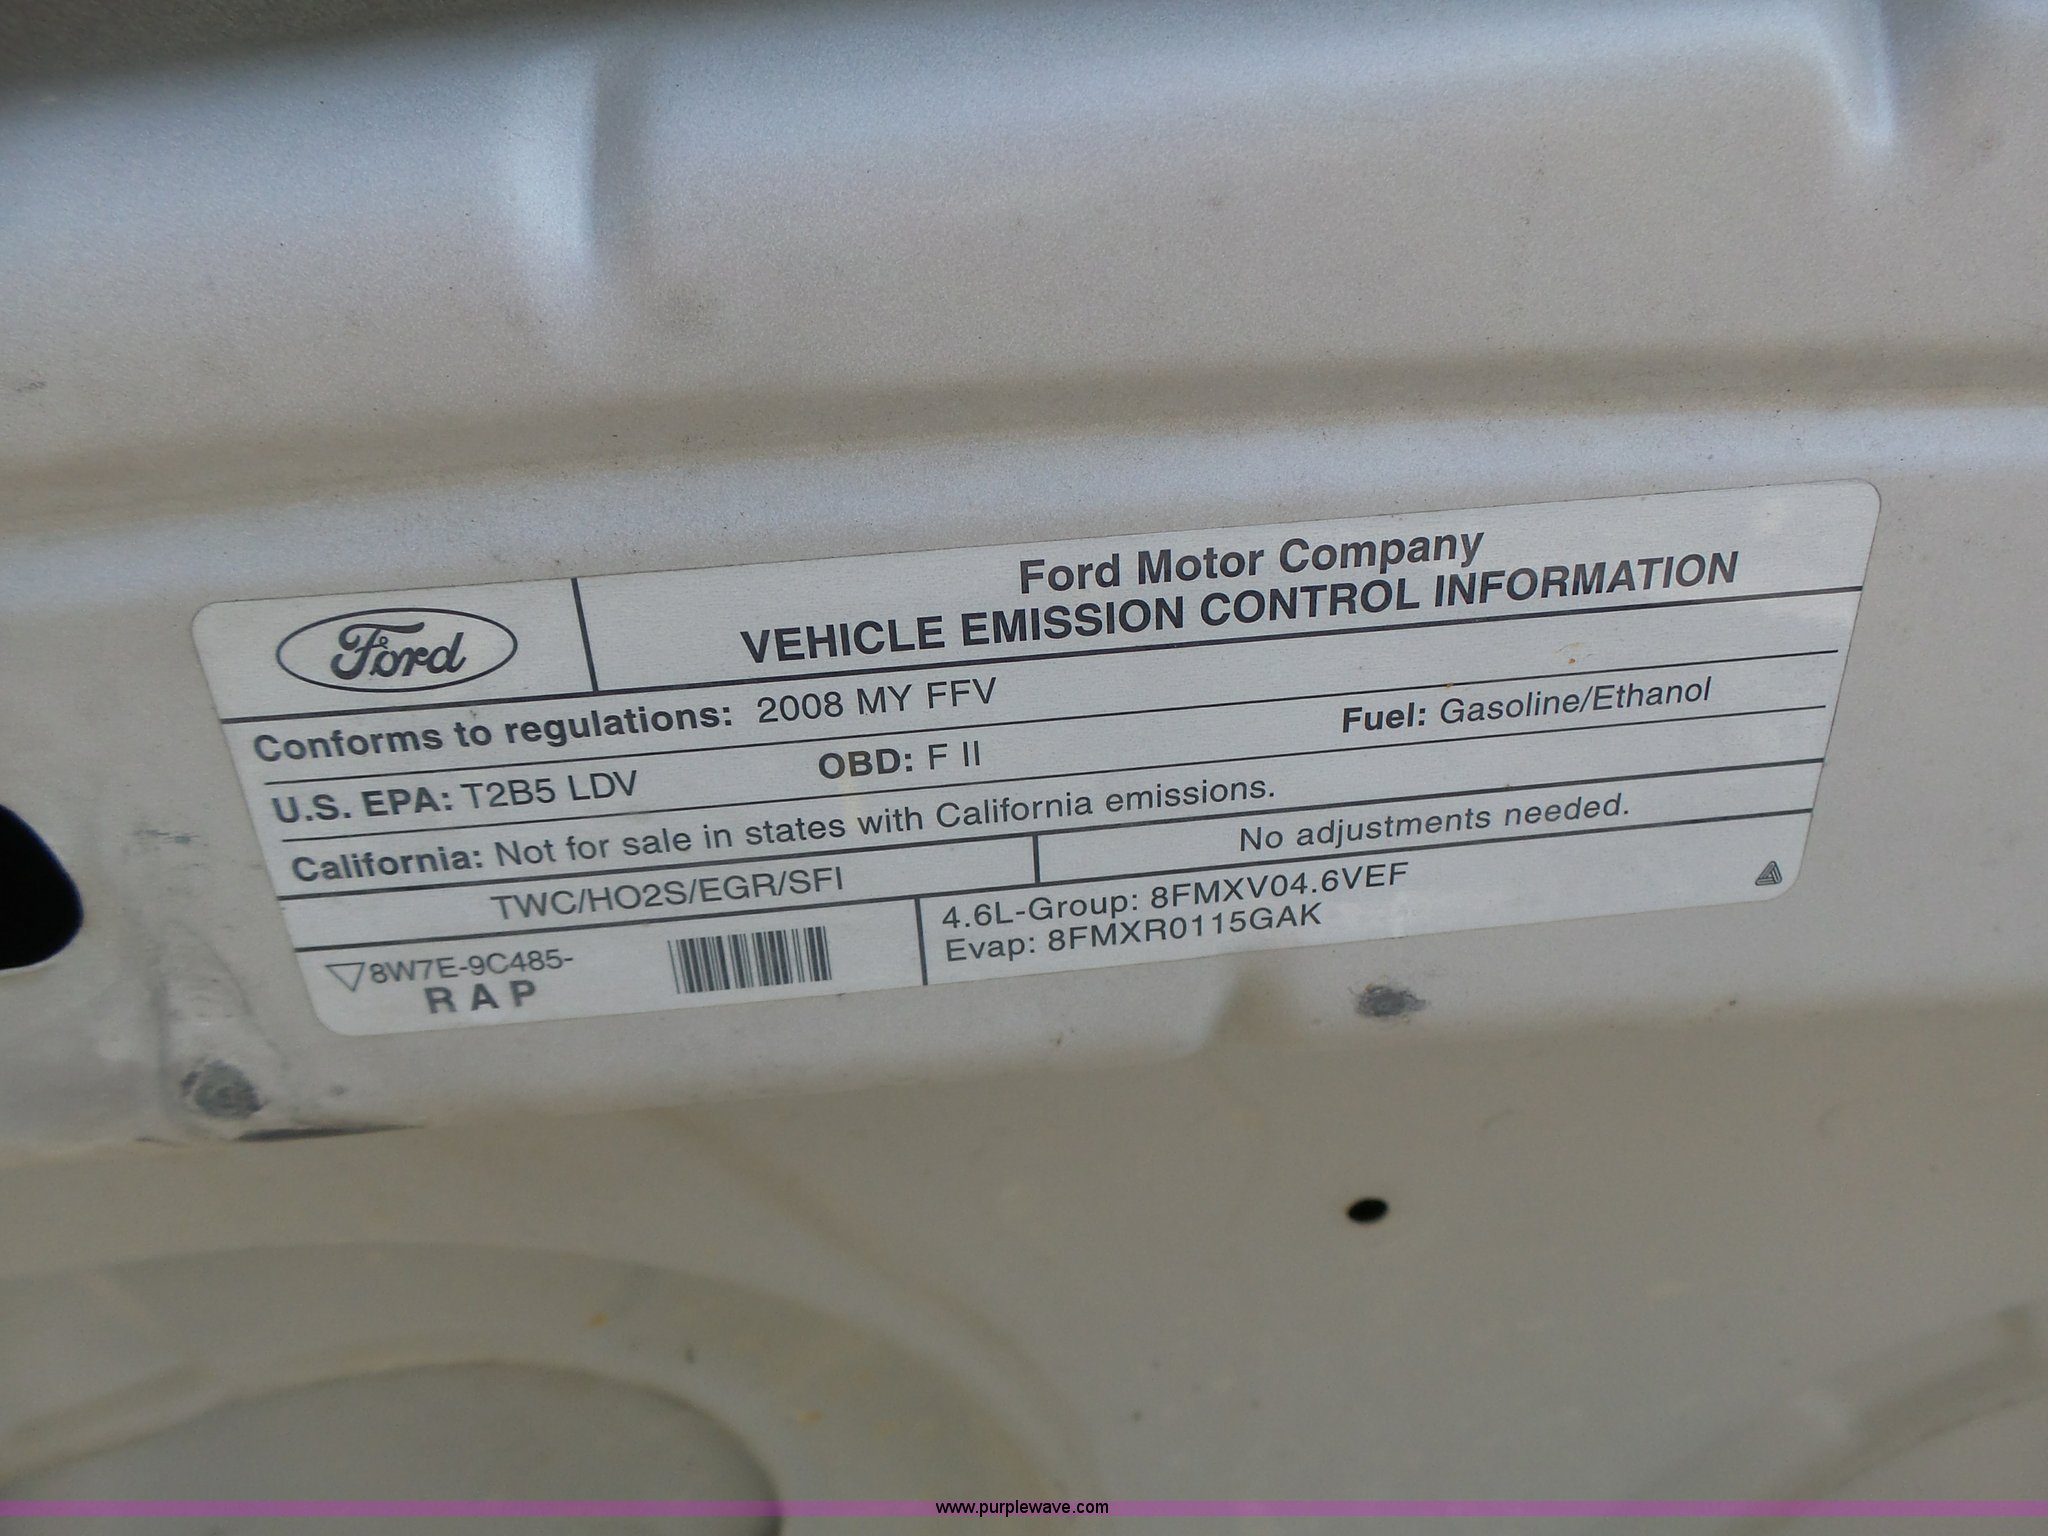 Ford
Ford Motor Company
VEHICLE EMISSION CONTROL INFORMATION
Conforms to regulations: 2008 MY FFV
U.S. EPA: T2B5 LDV OBD: F II Fuel: Gasoline/Ethanol
California: Not for sale in states with California emissions.
TWC/HO2S/EGR/SFI No adjustments needed.
8W7E-9C485-
RAP
4.6L-Group: 8FMXV04.6VEF
Evap: 8FMXR0115GAK
www.purplewave.com